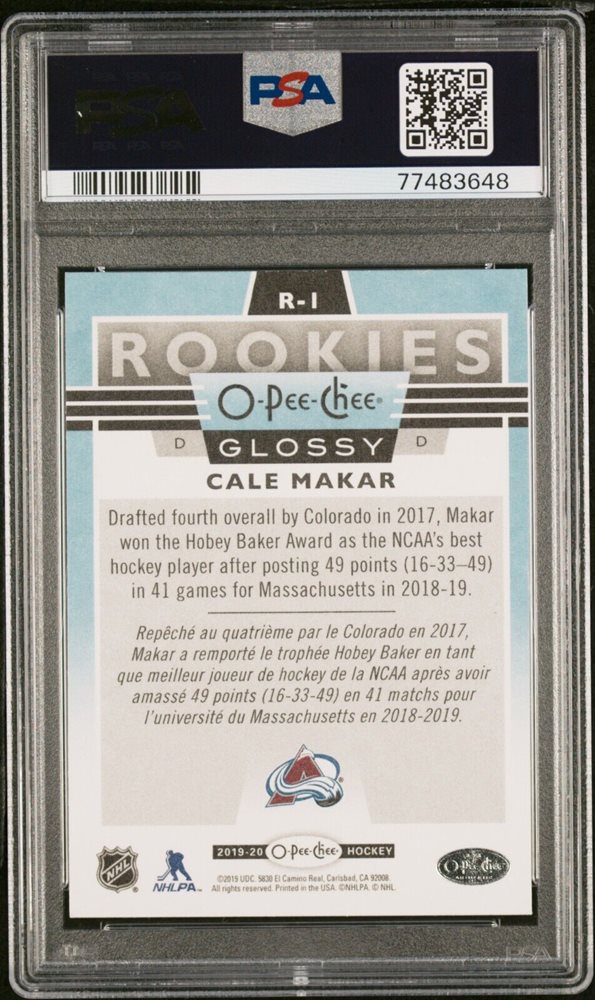 PSA
PSA
77483648
R-1
ROOKIES
O-Pee-Chee®
D GLOSSY D
CALE MAKAR
Drafted fourth overall by Colorado in 2017, Makar
won the Hobey Baker Award as the NCAA's best
hockey player after posting 49 points (16-33–49)
in 41 games for Massachusetts in 2018-19.
Repêché au quatrième par le Colorado en 2017,
Makar a remporté le trophée Hobey Baker en tant
que meilleur joueur de hockey de la NCAA après avoir
amassé 49 points (16-33-49) en 41 matchs pour
l'université du Massachusetts en 2018-2019.
A
2019-20 O-Pee-Chee® HOCKEY
NHL
NHLPA
O-Pee-Chee
©2019 UDC. 5830 El Camino Real, Carlsbad, CA 92008.
All rights reserved. Printed in the USA. ©NHLPA. © NHL.
PSA